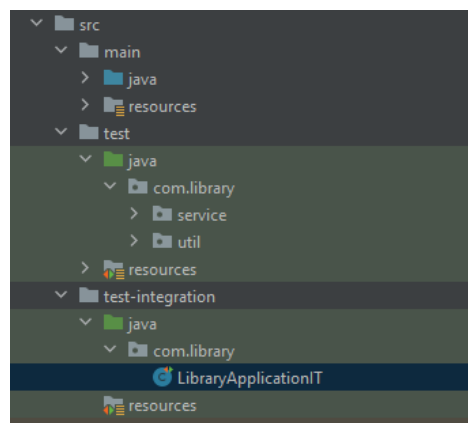 src
main
java
resources
test
java
com.library
service
util
resources
test-integration
java
com.library
LibraryApplicationIT
resources